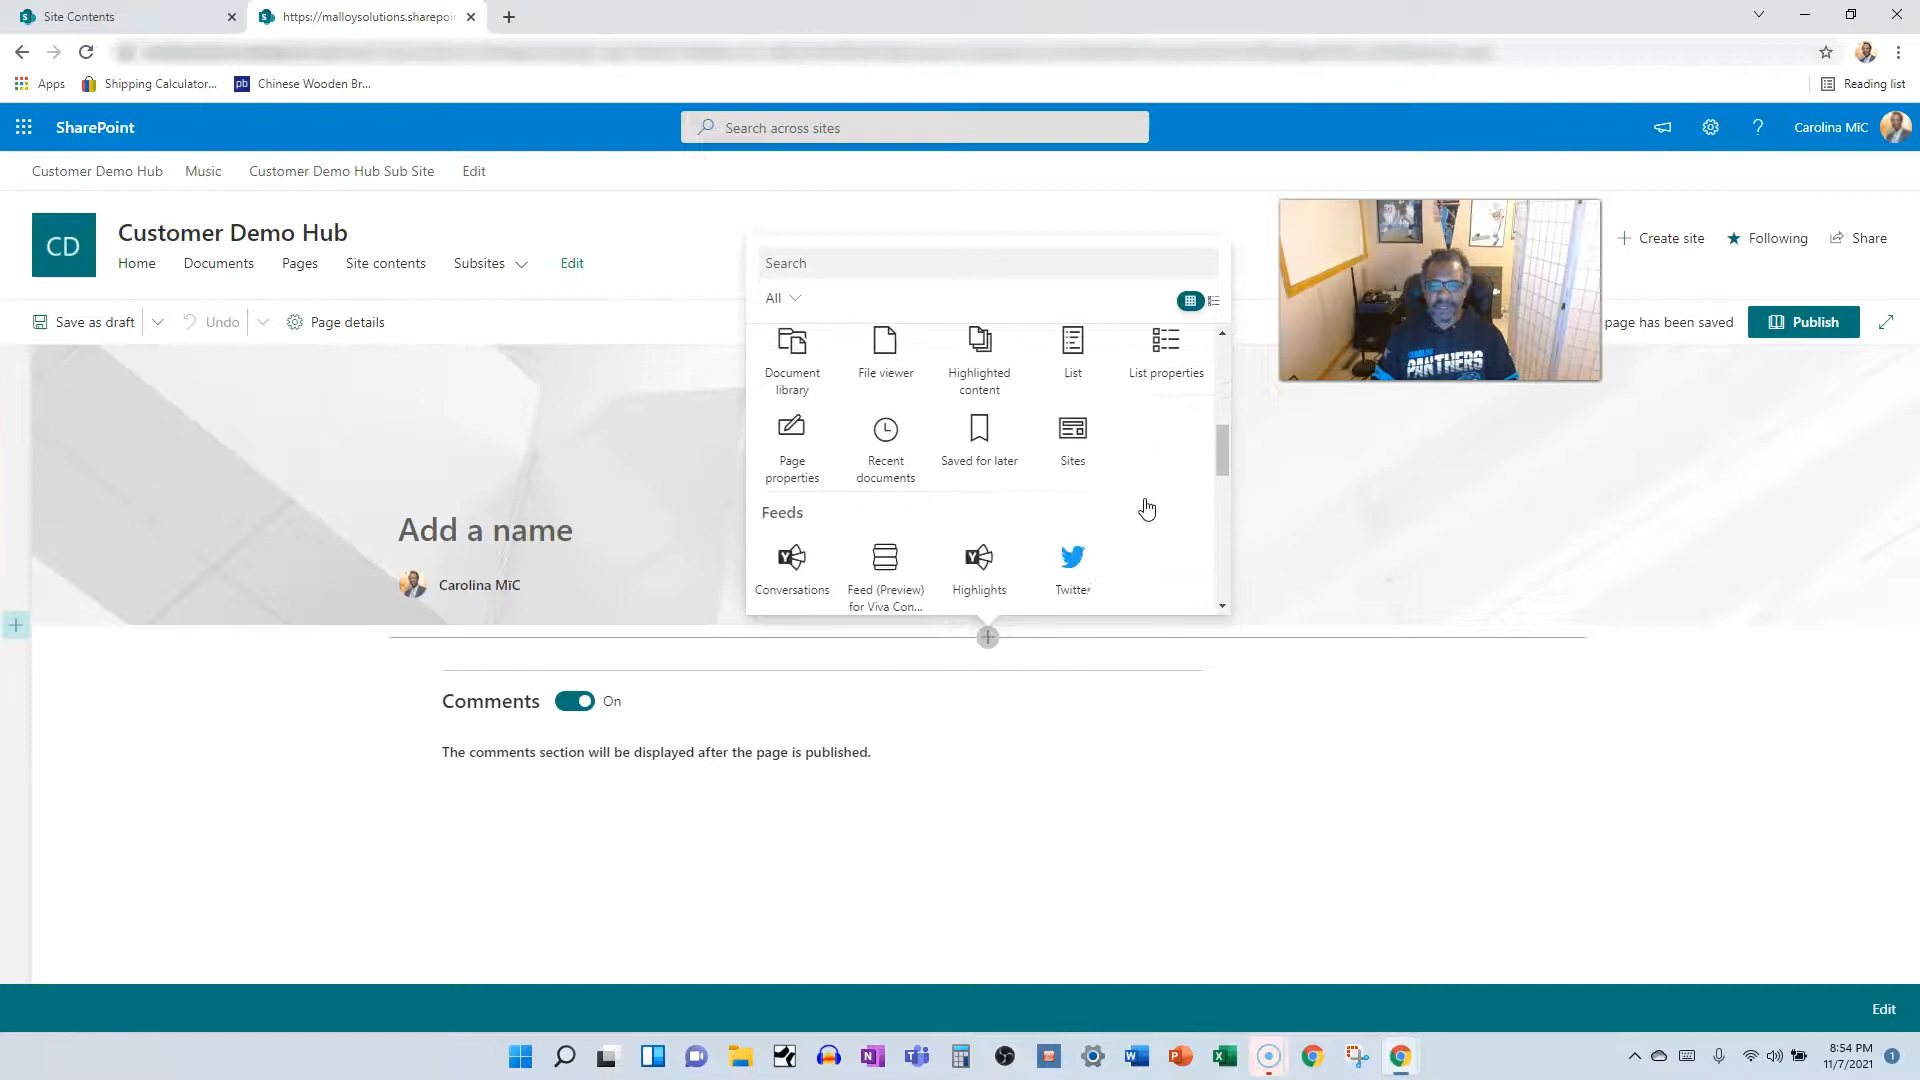 Site Contents
https://malloysolutions.sharepoi
Apps
Shipping Calculator...
pb
Chinese Wooden Br...
Reading list
SharePoint
Search across sites
Carolina MīC
Customer Demo Hub
Music
Customer Demo Hub Sub Site
Edit
CD
Customer Demo Hub
Home
Documents
Pages
Site contents
Subsites
Edit
Create site
Following
Share
Save as draft
Undo
Page details
page has been saved
Publish
Search
All
Document
library
File viewer
Highlighted
content
List
List properties
Page
properties
Recent
documents
Saved for later
Sites
Feeds
Conversations
Feed (Preview)
for Viva Con...
Highlights
Twitter
PANTHERS
Add a name
Carolina MīC
Comments
On
The comments section will be displayed after the page is published.
Edit
8:54 PM
11/7/2021
1